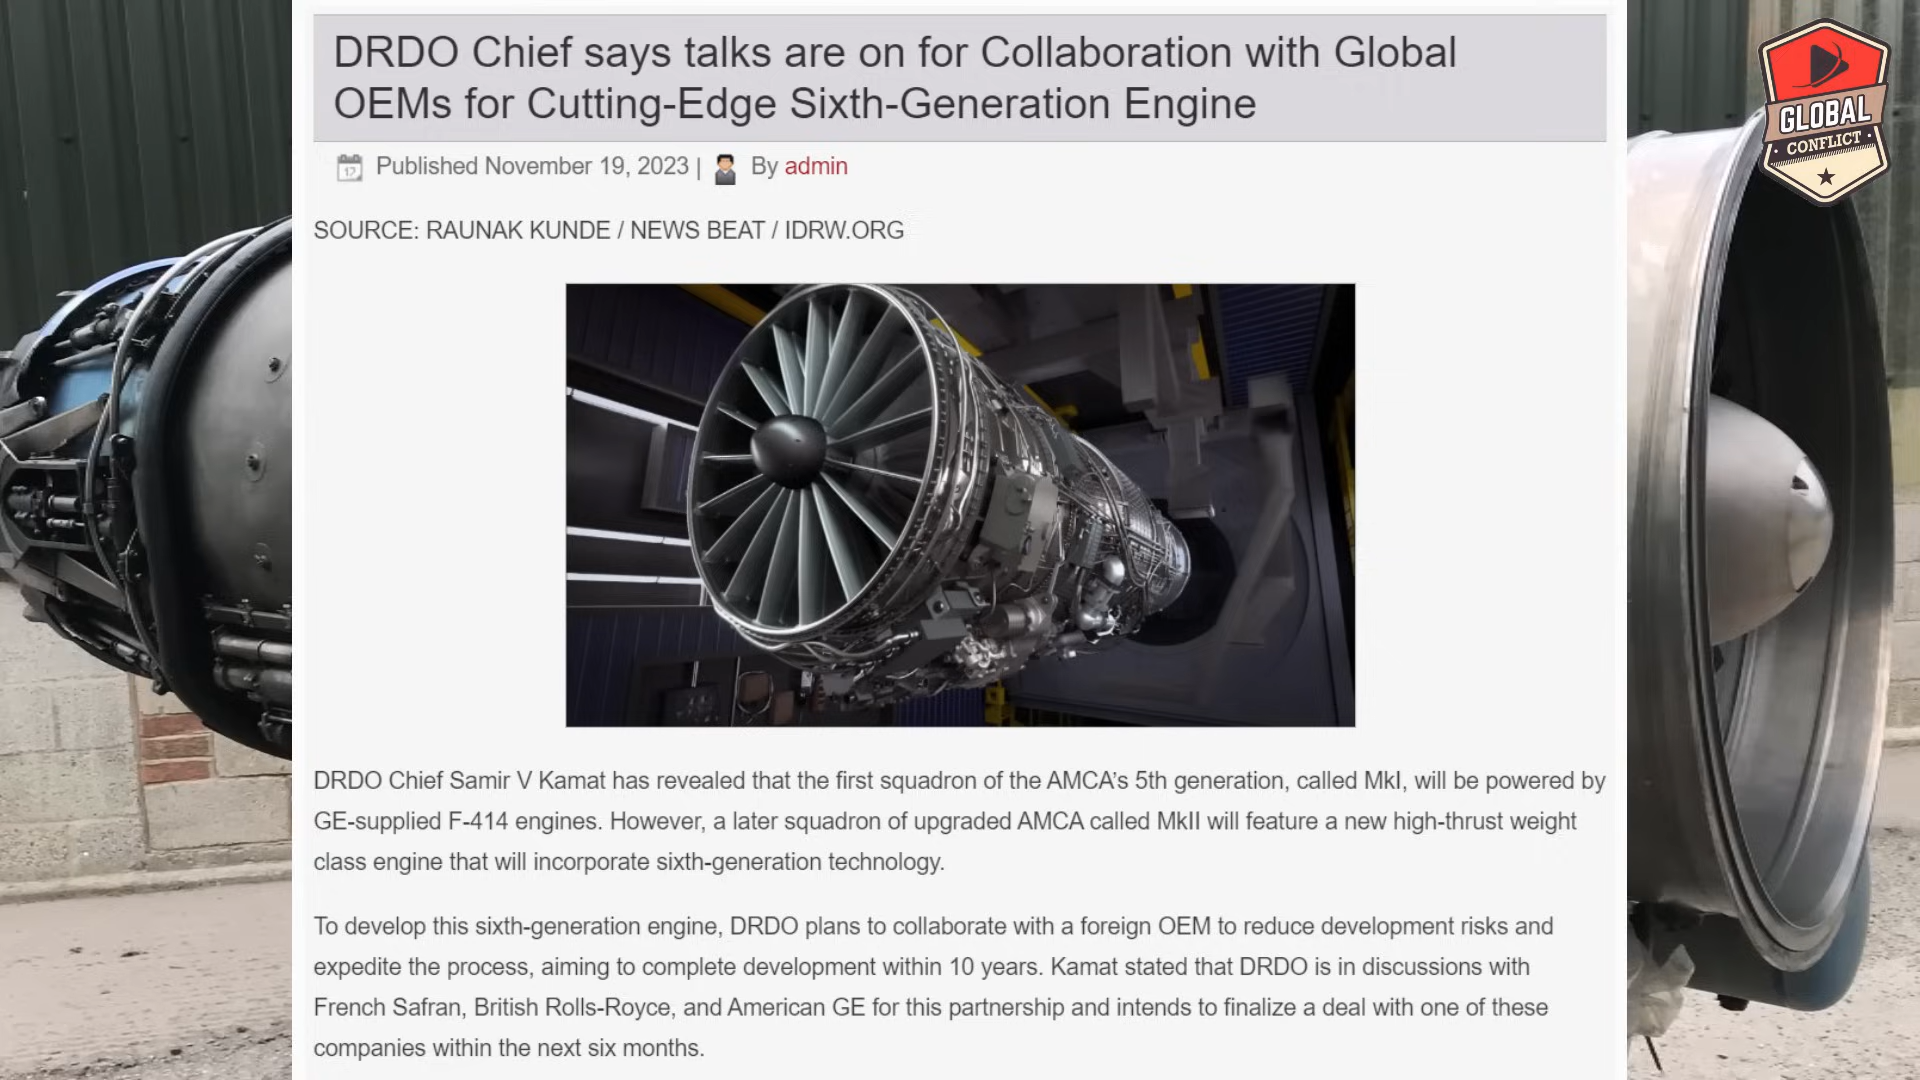 DRDO Chief says talks are on for Collaboration with Global
OEMs for Cutting-Edge Sixth-Generation Engine
17 Published November 19, 2023 | By admin
SOURCE: RAUNAK KUNDE / NEWS BEAT / IDRW.ORG
GLOBAL
CONFLICT
DRDO Chief Samir V Kamat has revealed that the first squadron of the AMCA’s 5th generation, called MkI, will be powered by
GE-supplied F-414 engines. However, a later squadron of upgraded AMCA called MkII will feature a new high-thrust weight
class engine that will incorporate sixth-generation technology.
To develop this sixth-generation engine, DRDO plans to collaborate with a foreign OEM to reduce development risks and
expedite the process, aiming to complete development within 10 years. Kamat stated that DRDO is in discussions with
French Safran, British Rolls-Royce, and American GE for this partnership and intends to finalize a deal with one of these
companies within the next six months.